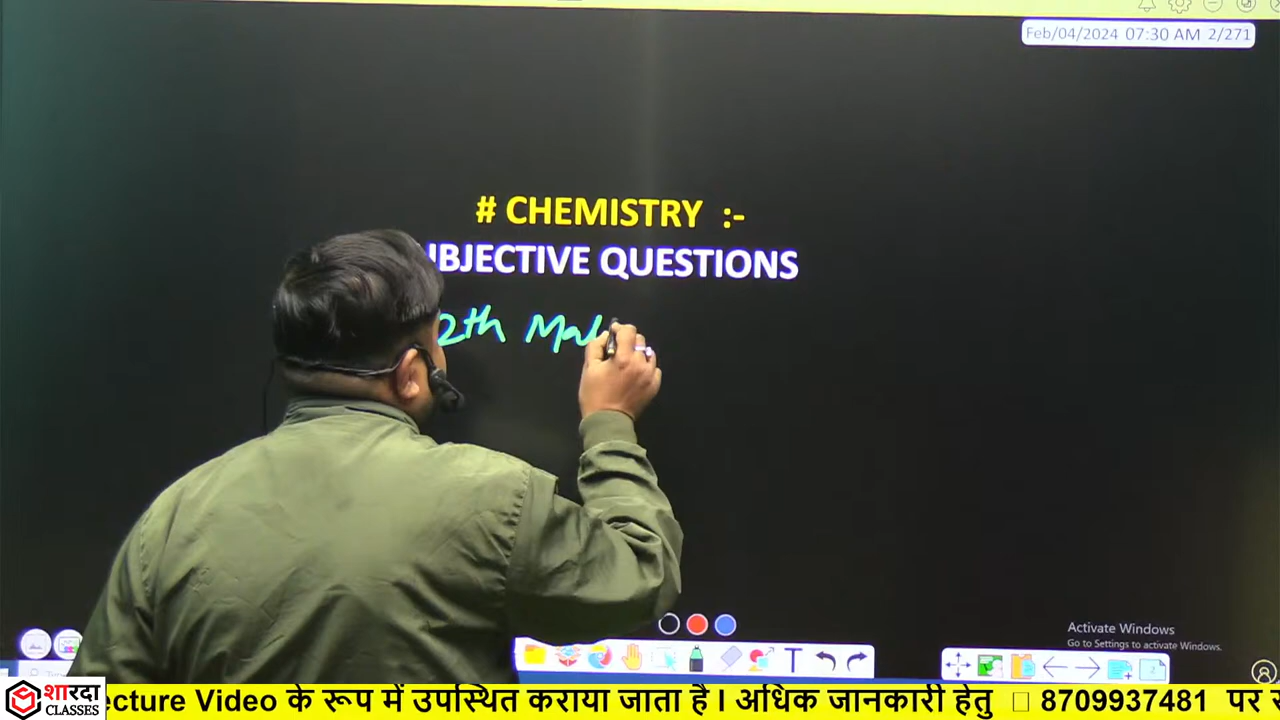 Feb/04/2024 07:30 AM 2/271
# CHEMISTRY :-
UBJECTIVE QUESTIONS
2th
T
Activate Windows
Go to Settings to activate Windows.
शारदा
CLASSES
ecture Video के रूप में उपस्थित कराया जाता है l अधिक जानकारी हेतु 8709937481 पर